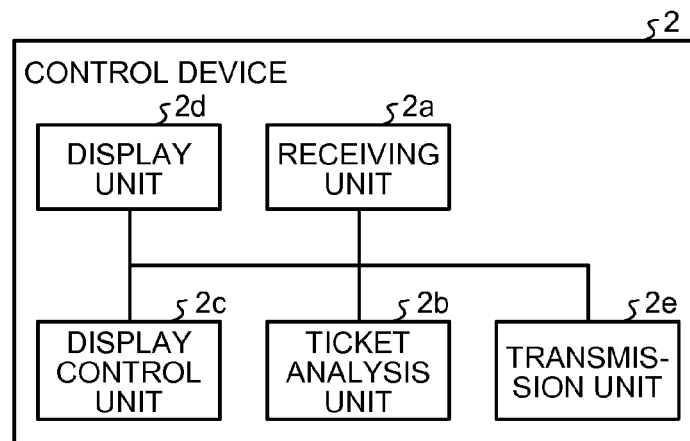 2
CONTROL DEVICE
2d
2a
DISPLAY
UNIT
RECEIVING
UNIT
2c
2b
2e
DISPLAY
CONTROL
UNIT
TICKET
ANALYSIS
UNIT
TRANSMIS-
SION UNIT